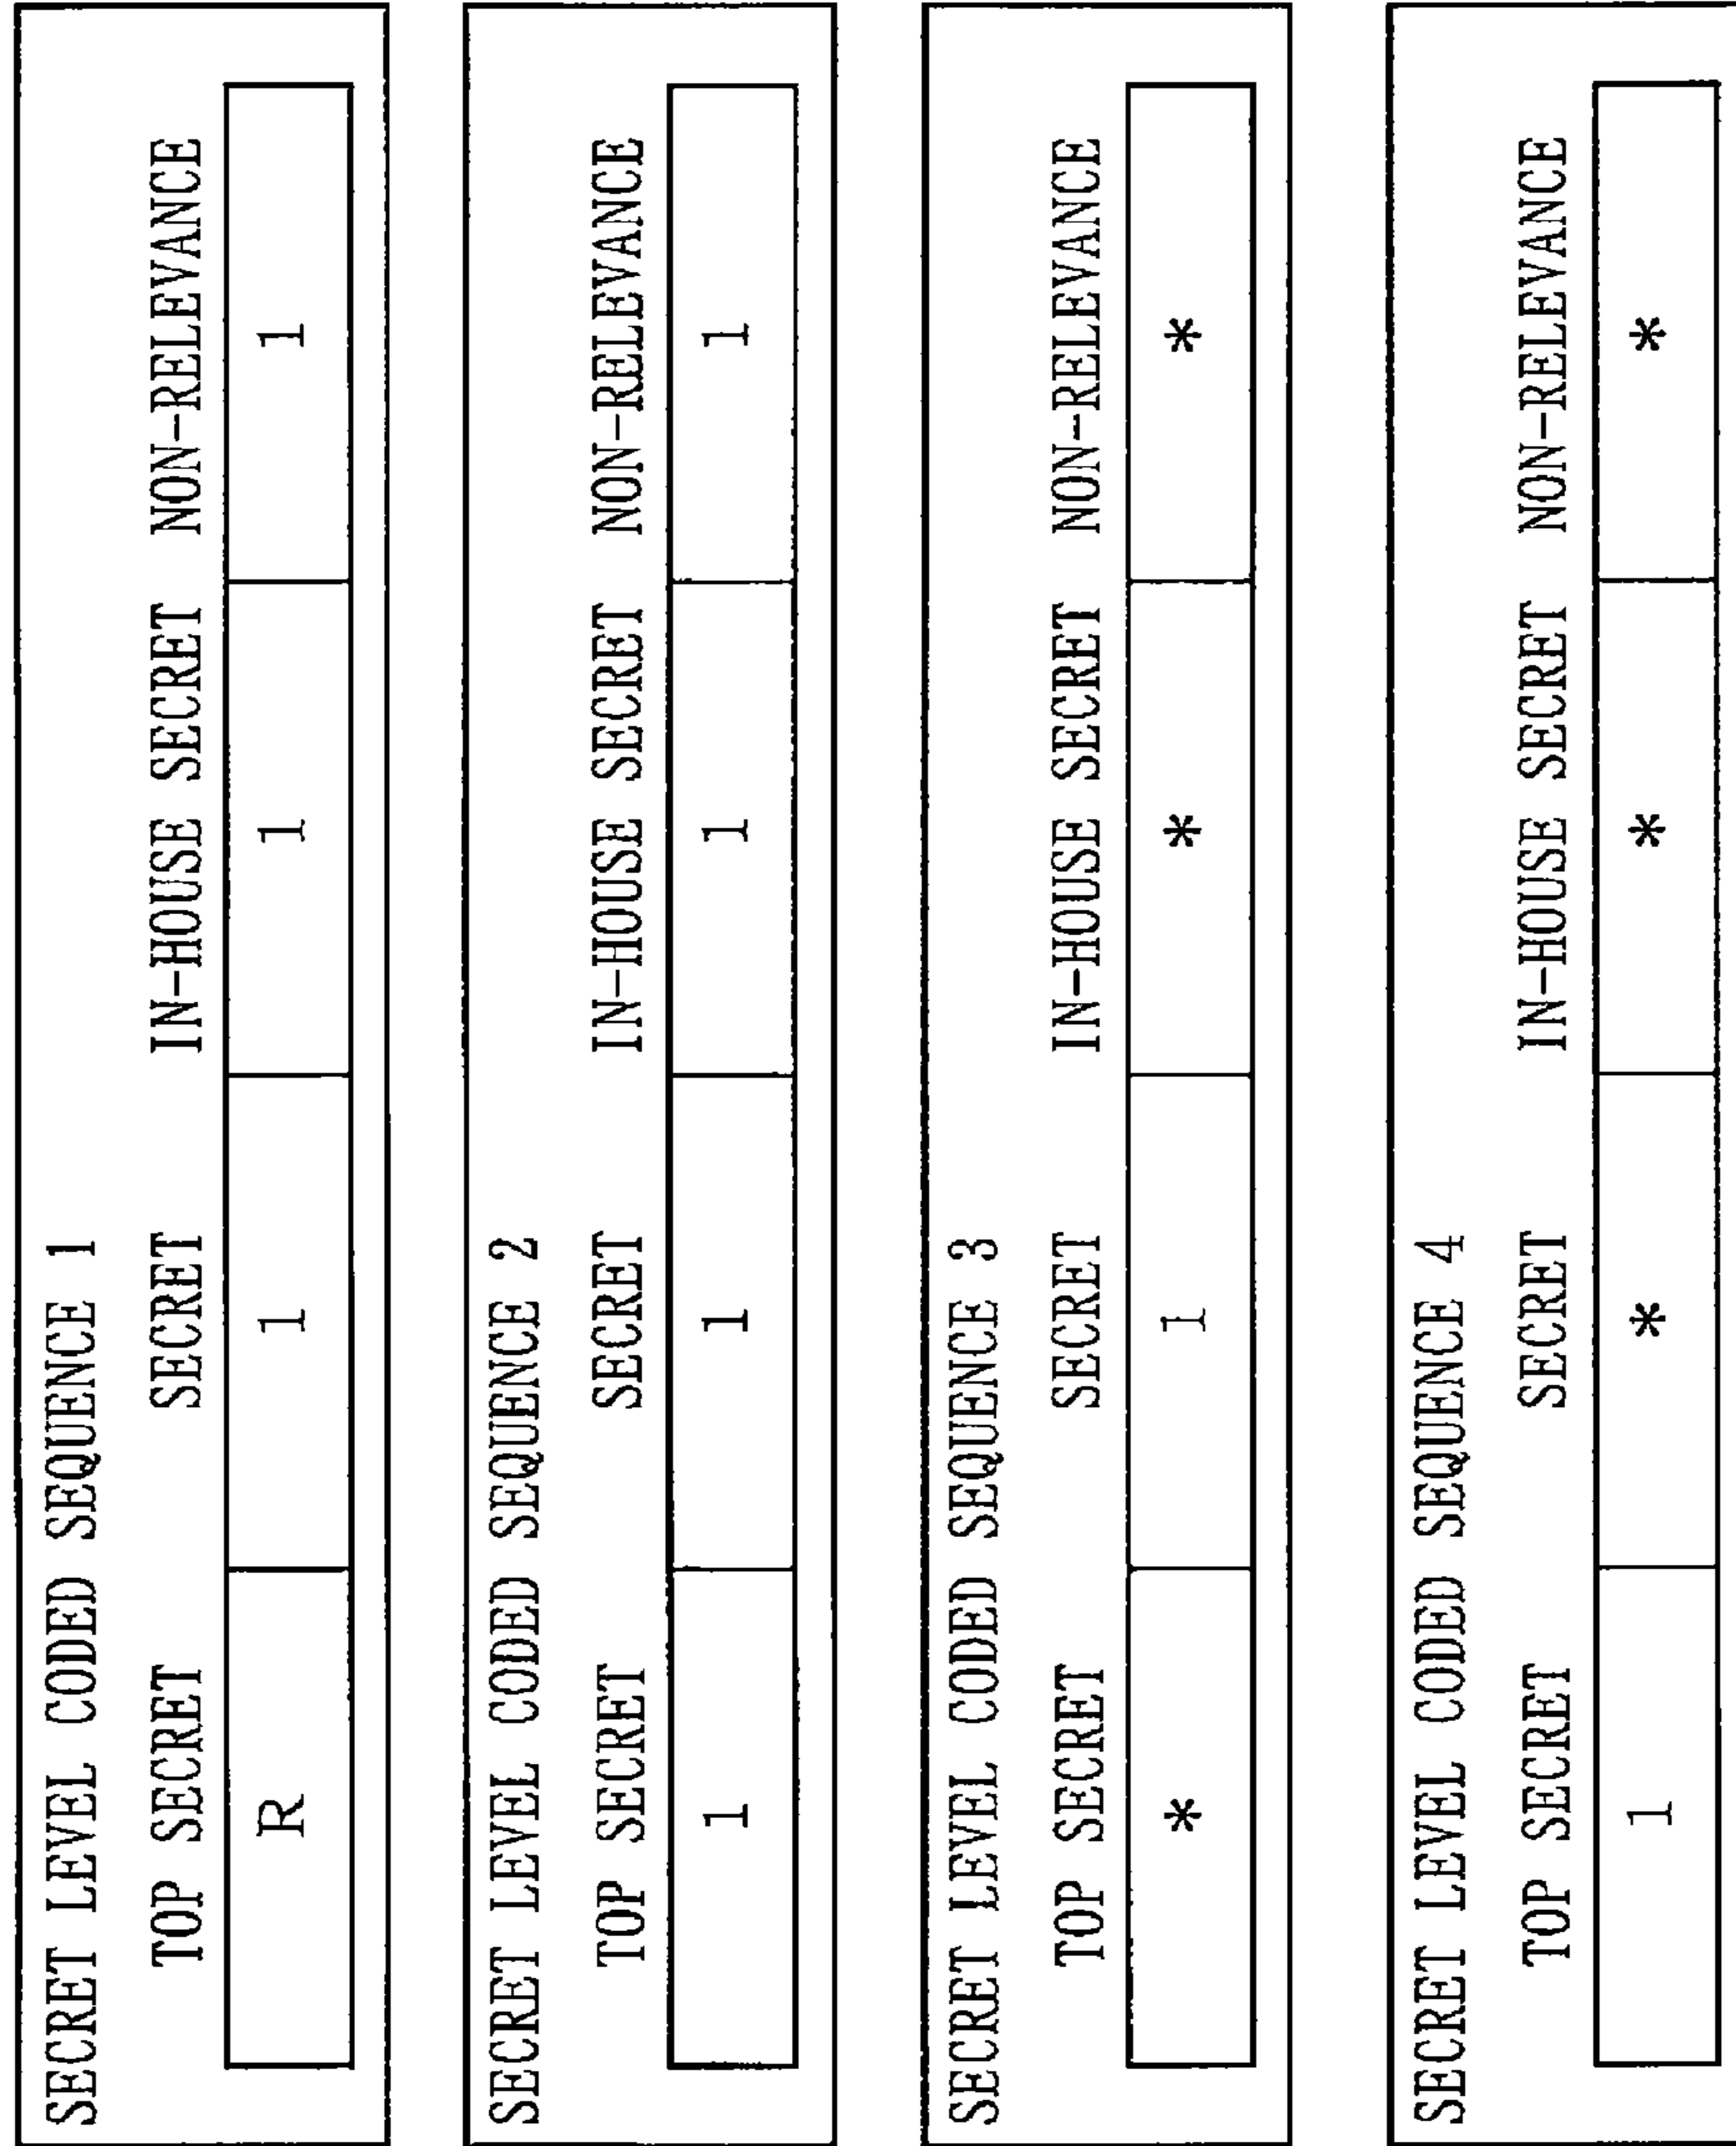 SECRET LEVEL CODED SEQUENCE 1
TOP SECRET SECRET IN-HOUSE SECRET NON-RELEVANCE
R 1 1 1
SECRET LEVEL CODED SEQUENCE 2
TOP SECRET SECRET IN-HOUSE SECRET NON-RELEVANCE
1 1 1 1
SECRET LEVEL CODED SEQUENCE 3
TOP SECRET SECRET IN-HOUSE SECRET NON-RELEVANCE
* 1 * *
SECRET LEVEL CODED SEQUENCE 4
TOP SECRET SECRET IN-HOUSE SECRET NON-RELEVANCE
1 * * *